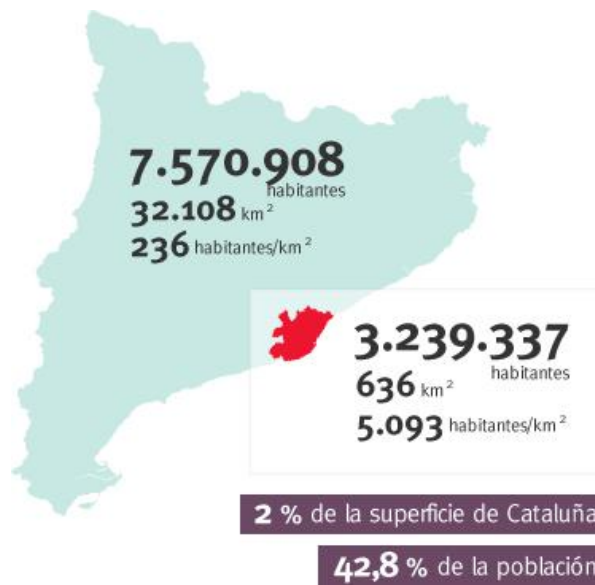 7.570.908
habitantes
32.108 km²
236 habitantes/km²
3.239.337
habitantes
636 km²
5.093 habitantes/km²
2 % de la superficie de Cataluña
42,8 % de la población